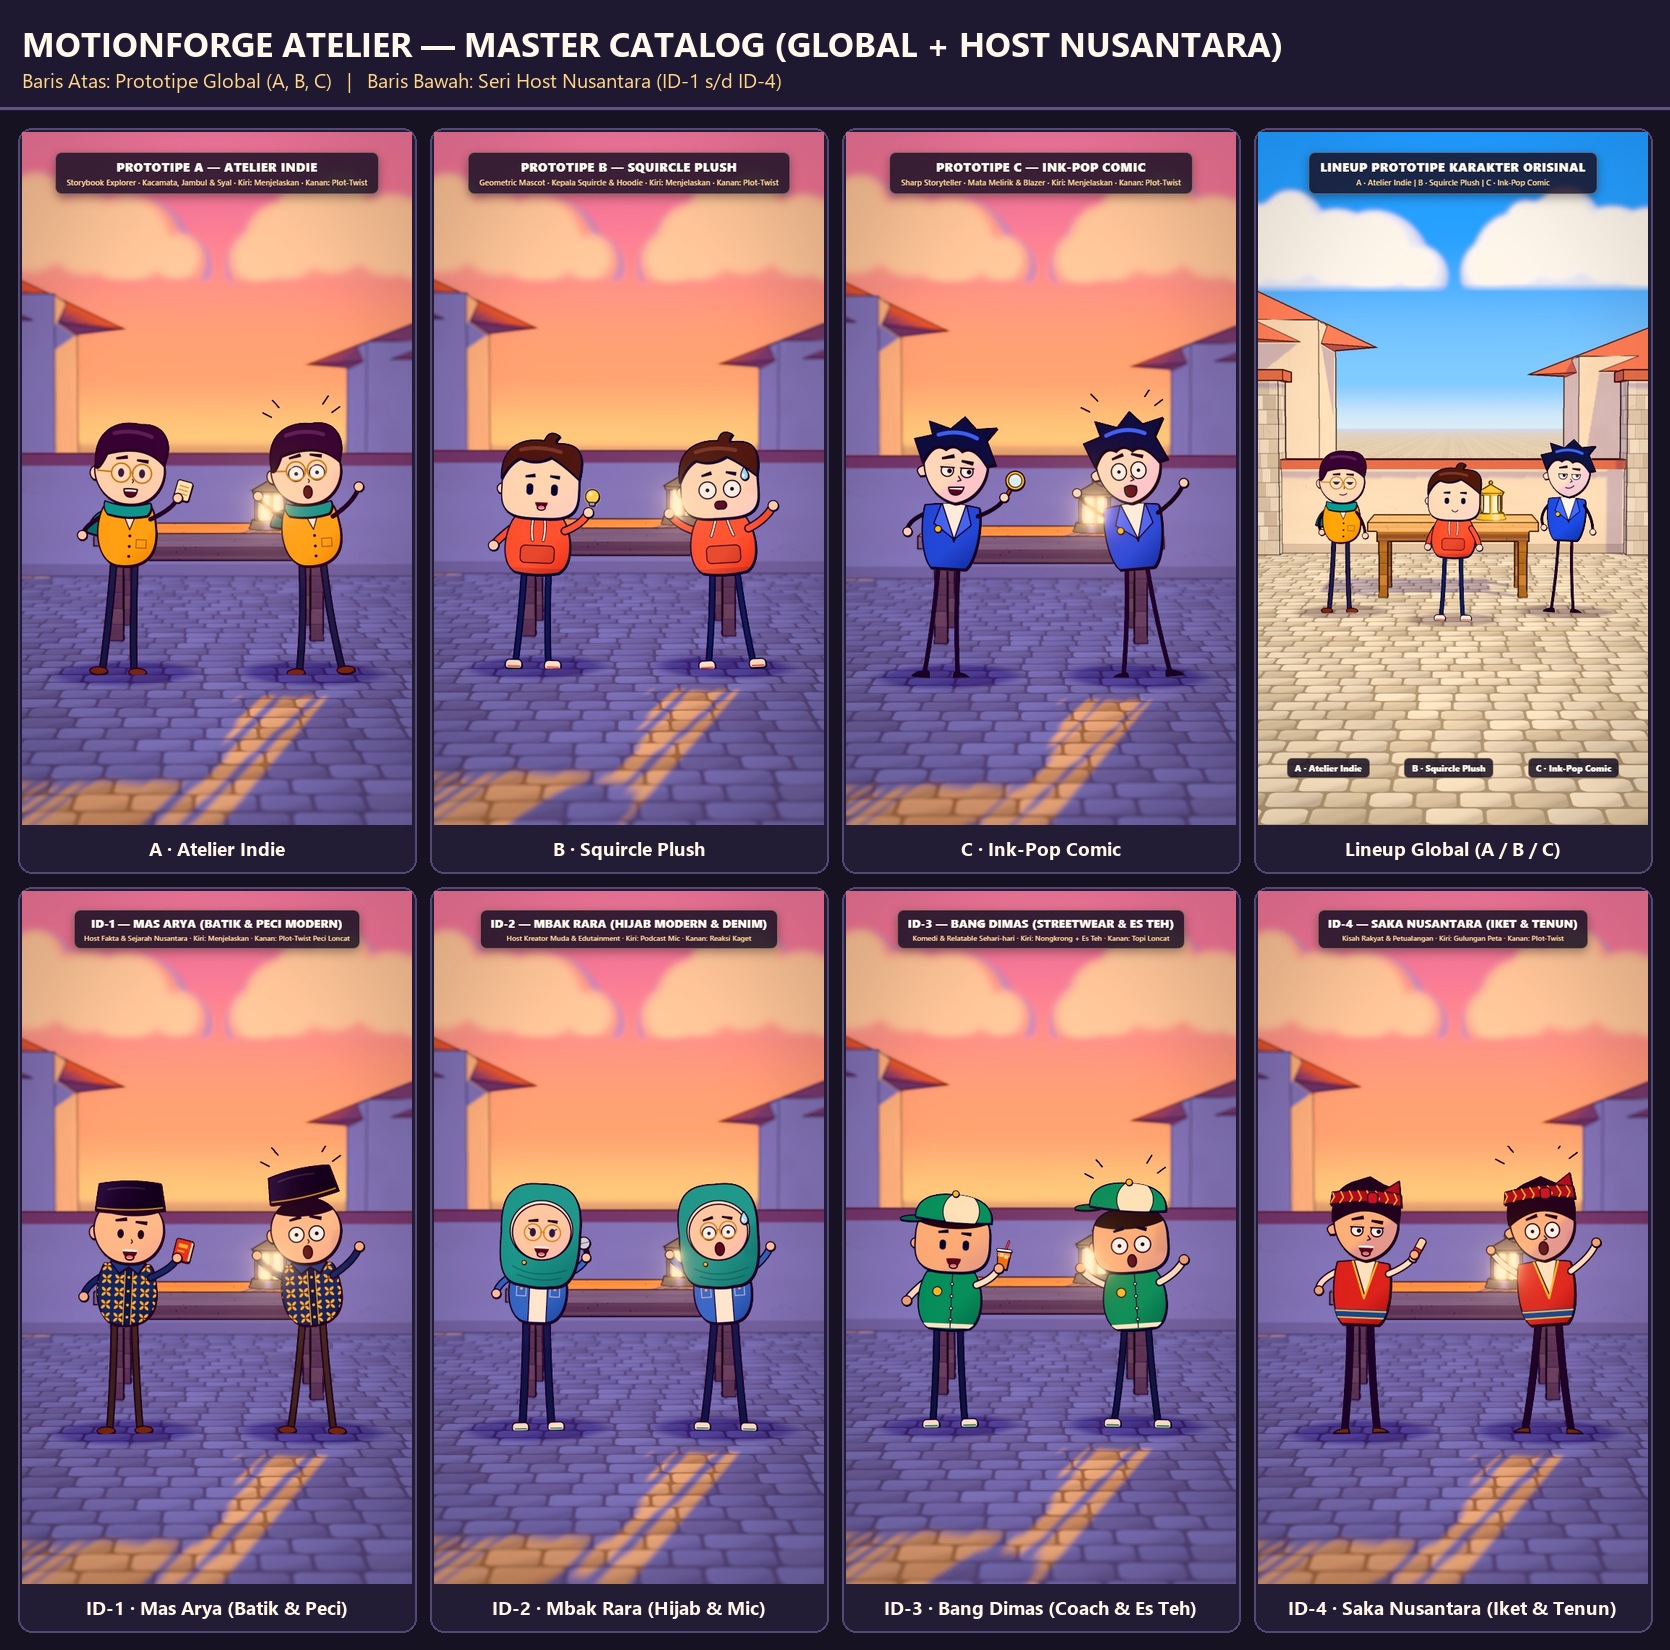 MOTIONFORGE ATELIER — MASTER CATALOG (GLOBAL + HOST NUSANTARA)
Baris Atas: Prototipe Global (A, B, C) | Baris Bawah: Seri Host Nusantara (ID-1 s/d ID-4)
PROTOTIPE A — ATELIER INDIE
Storybook Explorer · Kacamata, Jambul & Syal · Kiri: Menjelaskan · Kanan: Plot-Twist
A · Atelier Indie
PROTOTIPE B — SQUIRCLE PLUSH
Geometric Mascot · Kepala Squircle & Hoodie · Kiri: Menjelaskan · Kanan: Plot-Twist
B · Squircle Plush
PROTOTIPE C — INK-POP COMIC
Sharp Storyteller · Mata Melirik & Blazer · Kiri: Menjelaskan · Kanan: Plot-Twist
C · Ink-Pop Comic
LINEUP PROTOTIPE KARAKTER ORISINAL
A · Atelier Indie | B · Squircle Plush | C · Ink-Pop Comic
A · Atelier Indie
B · Squircle Plush
C · Ink-Pop Comic
Lineup Global (A / B / C)
ID-1 — MAS ARYA (BATIK & PECI MODERN)
Host Fakta & Sejarah Nusantara · Kiri: Menjelaskan · Kanan: Plot-Twist Peci Loncat
ID-1 · Mas Arya (Batik & Peci)
ID-2 — MBAK RARA (HIJAB MODERN & DENIM)
Host Kreator Muda & Edutainment · Kiri: Podcast Mic · Kanan: Reaksi Kaget
ID-2 · Mbak Rara (Hijab & Mic)
ID-3 — BANG DIMAS (STREETWEAR & ES TEH)
Komedi & Relatable Sehari-hari · Kiri: Nongkrong + Es Teh · Kanan: Topi Loncat
ID-3 · Bang Dimas (Coach & Es Teh)
ID-4 — SAKA NUSANTARA (IKET & TENUN)
Kisah Rakyat & Petualangan · Kiri: Gulungan Peta · Kanan: Plot-Twist
ID-4 · Saka Nusantara (Iket & Tenun)